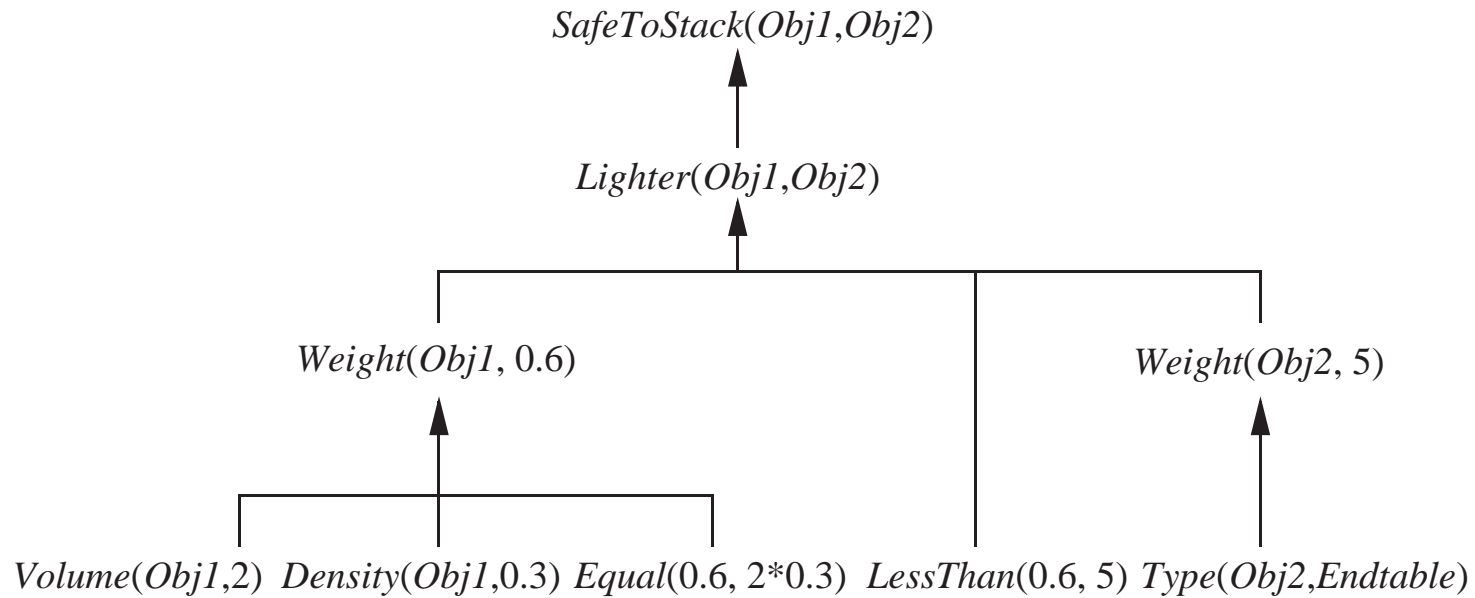 SafeToStack(Obj1,Obj2)
Lighter(Obj1,Obj2)
Weight(Obj1, 0.6)
Weight(Obj2, 5)
Volume(Obj1,2) Density(Obj1,0.3) Equal(0.6, 2*0.3) LessThan(0.6, 5) Type(Obj2,Endtable)